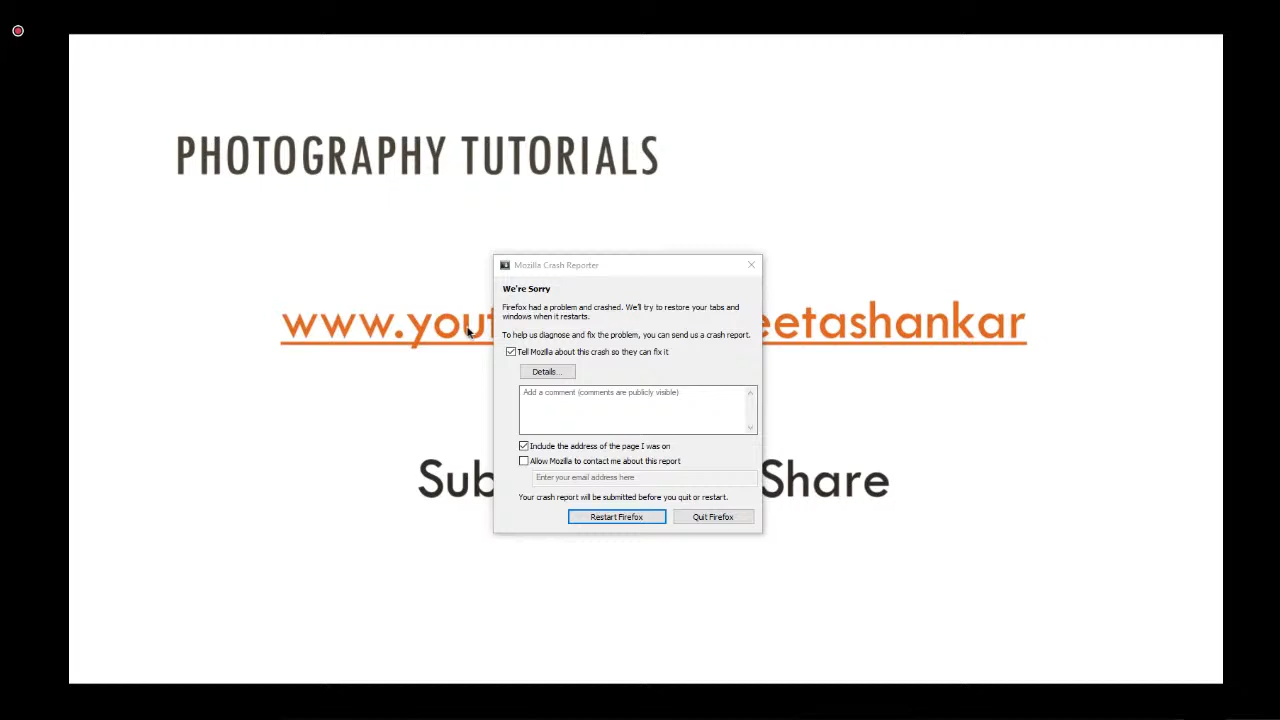 PHOTOGRAPHY TUTORIALS
Mozilla Crash Reporter
We're Sorry
Firefox had a problem and crashed. We'll try to restore your tabs and
windows when it restarts.
To help us diagnose and fix the problem, you can send us a crash report.
www.yout eetashankar
Tell Mozilla about this crash so they can fix it
Details...
Add a comment (comments are publicly visible)
Include the address of the page I was on
Allow Mozilla to contact me about this report
Enter your email address here
Sub Share
Your crash report will be submitted before you quit or restart.
Restart Firefox Quit Firefox